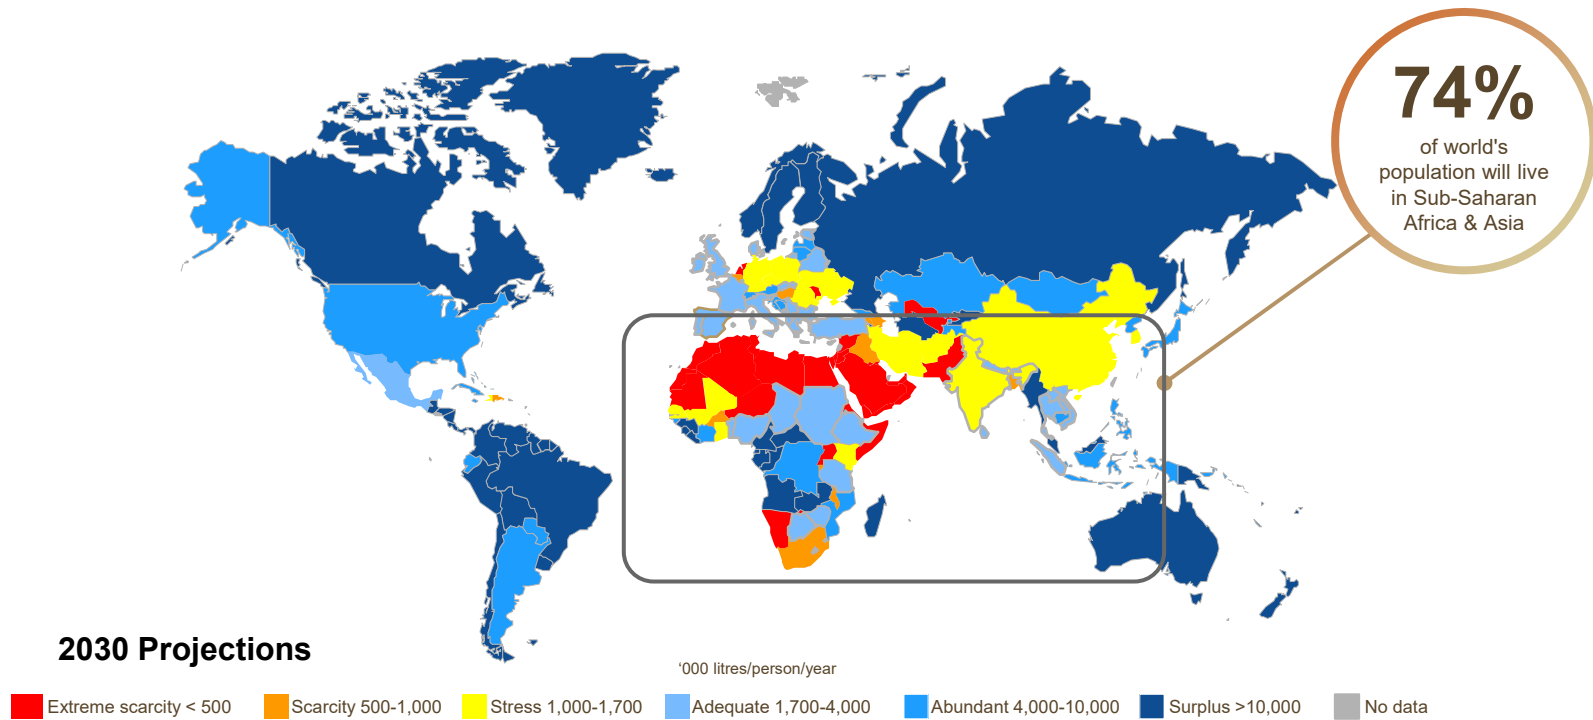 74%
of world's
population will live
in Sub-Saharan
Africa & Asia
2030 Projections
‘000 litres/person/year
Extreme scarcity < 500
Scarcity 500-1,000
Stress 1,000-1,700
Adequate 1,700-4,000
Abundant 4,000-10,000
Surplus >10,000
No data